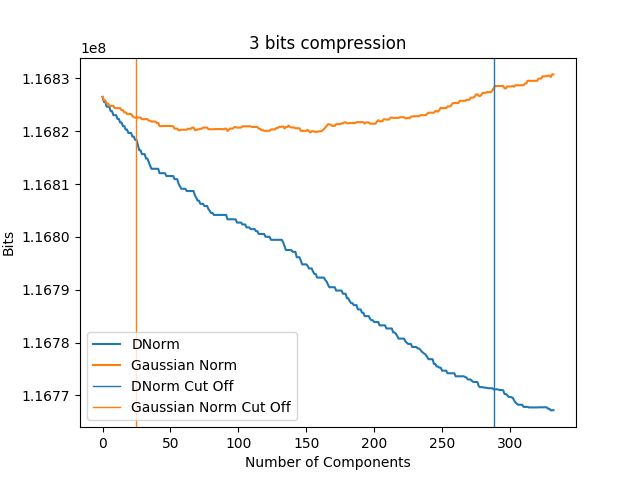 3 bits compression
1e8
1.1683
1.1682
1.1681
1.1680
1.1679
1.1678
1.1677
Bits
DNorm
Gaussian Norm
DNorm Cut Off
Gaussian Norm Cut Off
0 50 100 150 200 250 300
Number of Components